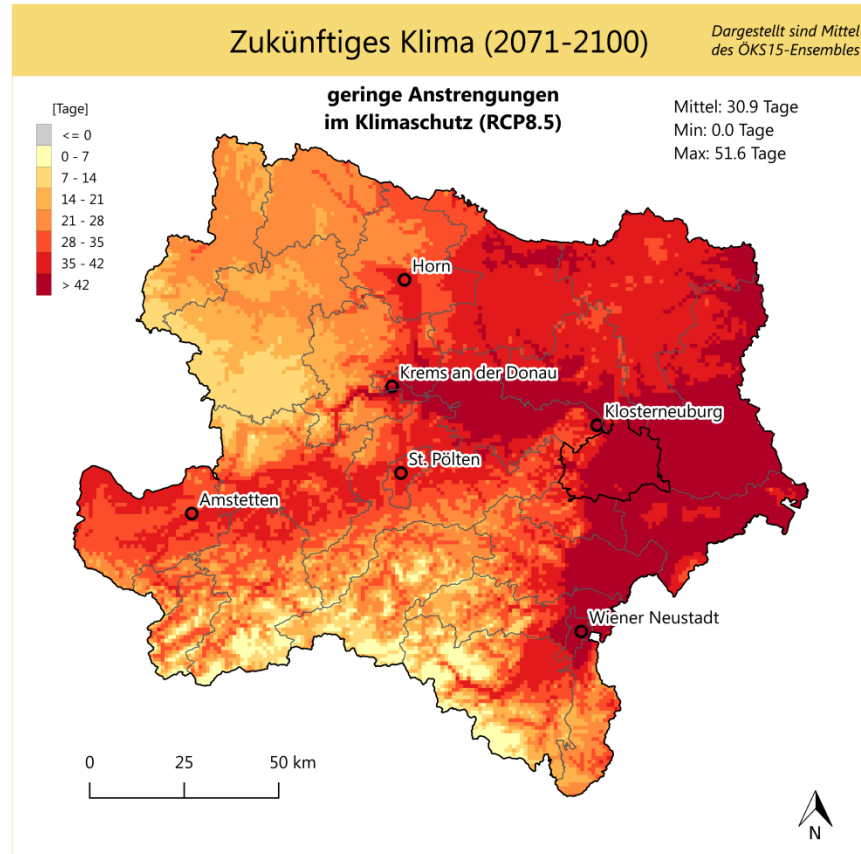 Zukünftiges Klima (2071-2100)
Dargestellt sind Mittel
des ÖKS15-Ensembles
geringe Anstrengungen
im Klimaschutz (RCP8.5)
Mittel: 30.9 Tage
Min: 0.0 Tage
Max: 51.6 Tage
[Tage]
<= 0
0 - 7
7 - 14
14 - 21
21 - 28
28 - 35
35 - 42
> 42
Horn
Krems an der Donau
Klosterneuburg
St. Pölten
Amstetten
Wiener Neustadt
0 25 50 km
N